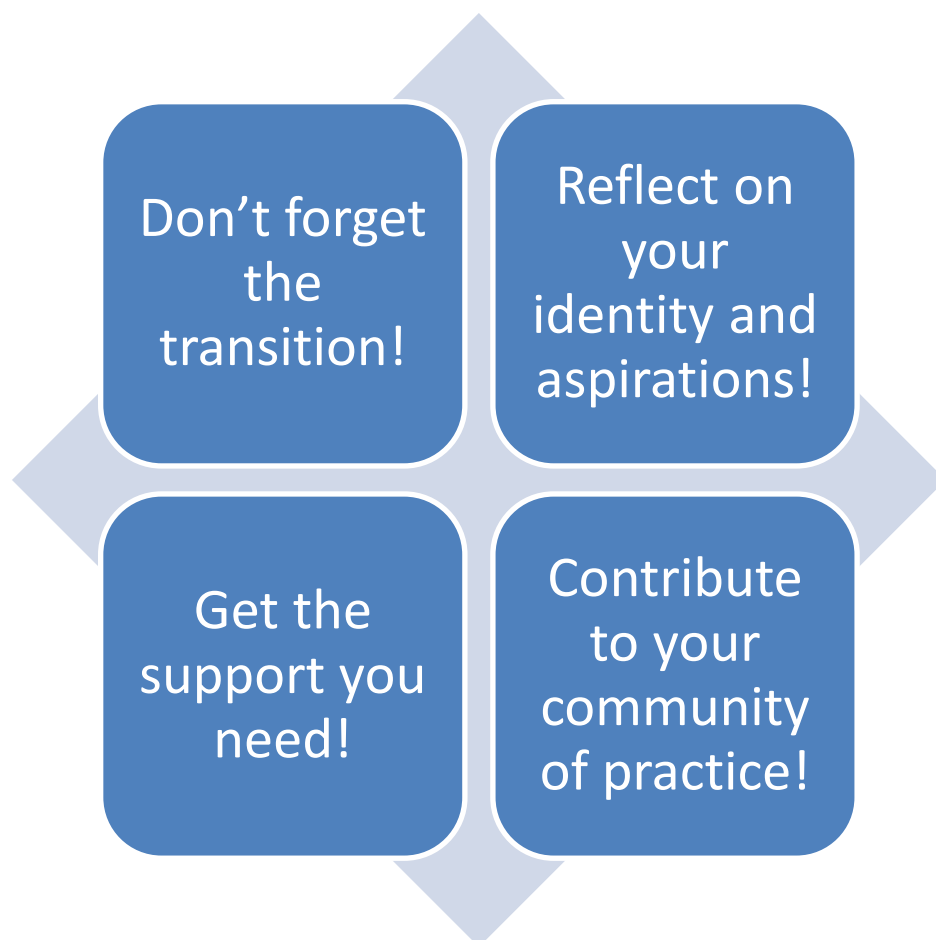 Don’t forget
the
transition!
Reflect on
your
identity and
aspirations!
Get the
support you
need!
Contribute
to your
community
of practice!